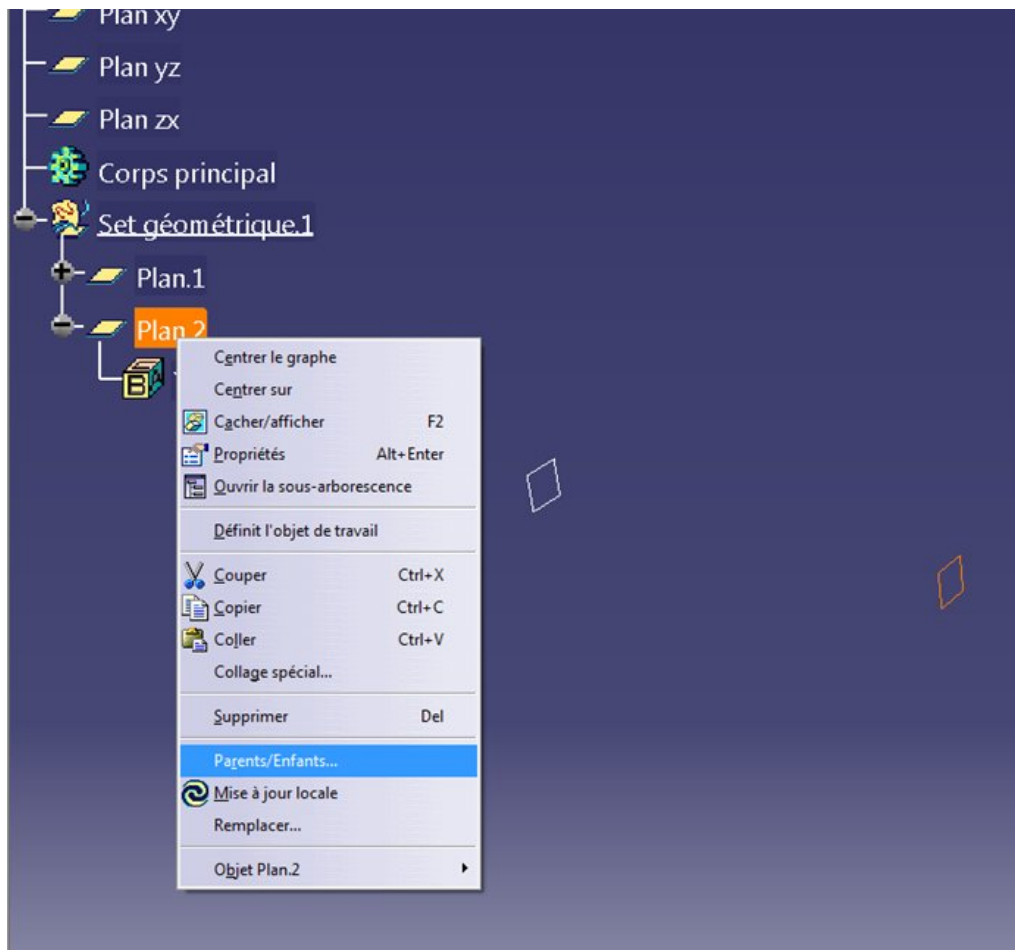 Plan xy
Plan yz
Plan zx
Corps principal
Set géométrique.1
Plan.1
Plan.2
B
Centrer le graphe
Centrer sur
Cacher/afficher F2
Propriétés Alt+Enter
Ouvrir la sous-arborescence
Définit l'objet de travail
Couper Ctrl+X
Copier Ctrl+C
Coller Ctrl+V
Collage spécial...
Supprimer Del
Parents/Enfants...
Mise à jour locale
Remplacer...
Objet Plan.2